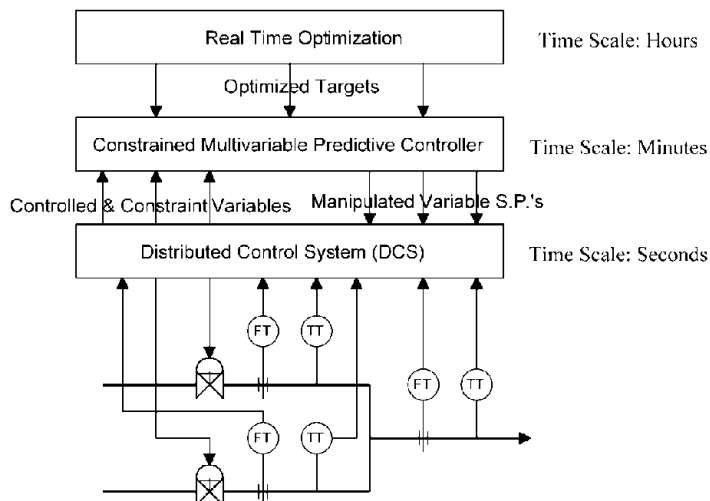 Real Time Optimization
Time Scale: Hours
Optimized Targets
Constrained Multivariable Predictive Controller
Time Scale: Minutes
Controlled & Constraint Variables
Manipulated Variable S.P.'s
Distributed Control System (DCS)
Time Scale: Seconds
FT
TT
FT
TT
FT
TT